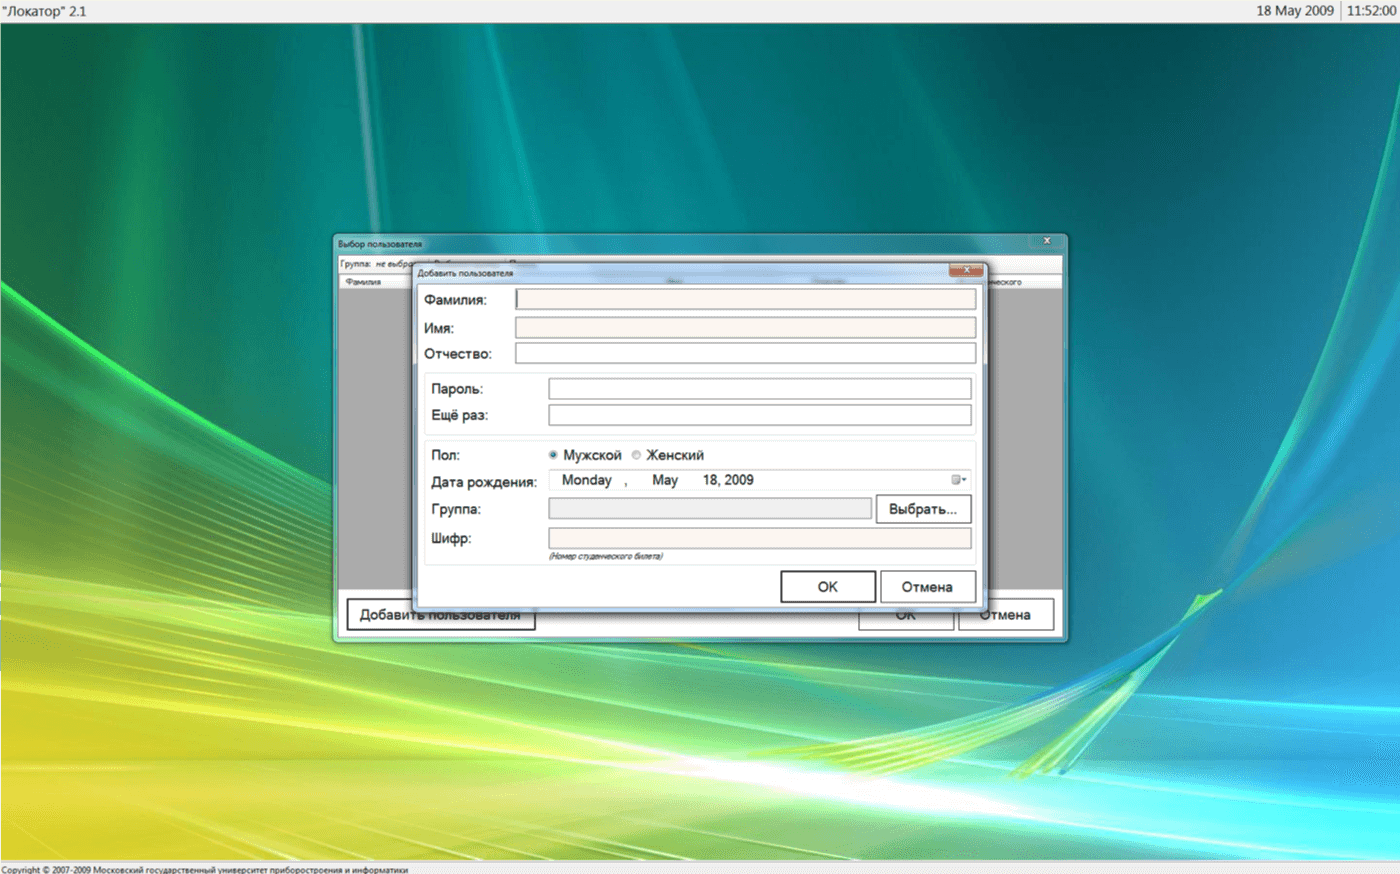 "Локатор" 2.1
18 May 2009 11:52:00
Выбор пользователя
X
Группа: не выбра
Добавить пользователя
X
Фамилия
ческого
Фамилия:
Имя:
Отчество:
Пароль:
Ещё раз:
Пол: Мужской Женский
Дата рождения: Monday , May 18, 2009
Группа: Выбрать...
Шифр:
(Номер студенческого билета)
OK Отмена
Добавить пользователя OK Отмена
Copyright © 2007-2009 Московский государственный университет приборостроения и информатики